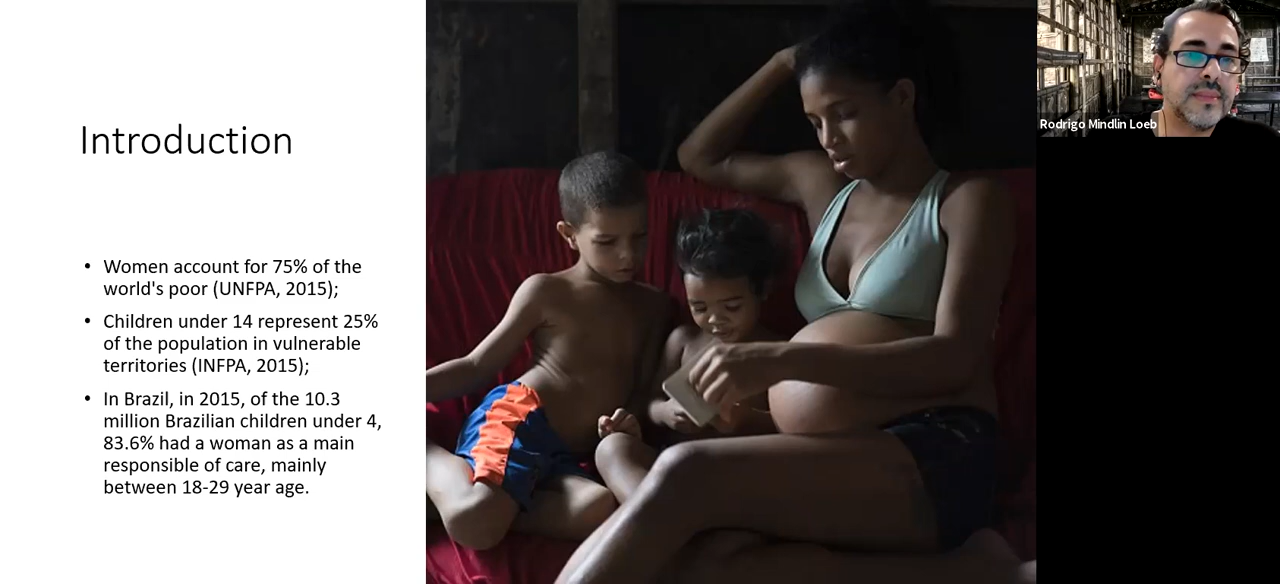 Introduction
• Women account for 75% of the
world's poor (UNFPA, 2015);
• Children under 14 represent 25%
of the population in vulnerable
territories (INFPA, 2015);
• In Brazil, in 2015, of the 10.3
million Brazilian children under 4,
83.6% had a woman as a main
responsible of care, mainly
between 18-29 year age.
Rodrigo Mindlin Loeb